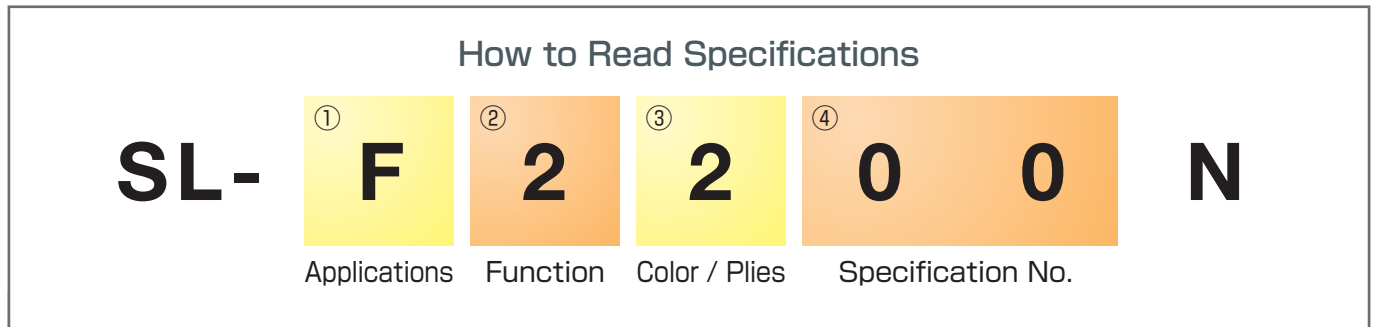 How to Read Specifications
① ② ③ ④
SL- F 2 2 0 0 N
Applications Function Color / Plies Specification No.